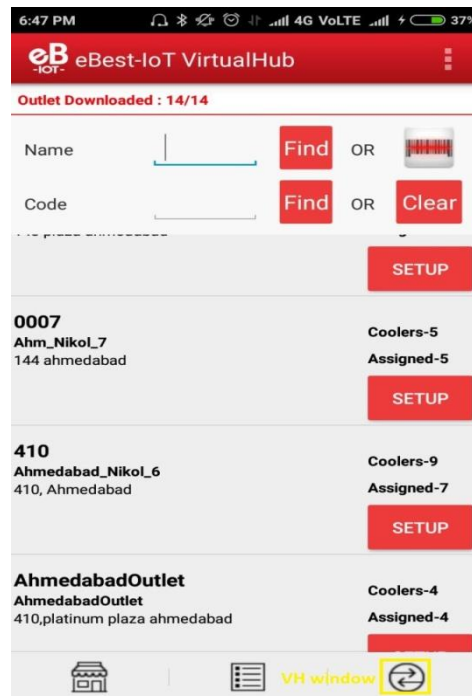 6:47 PM 4G VoLTE 37%
eB -IOT- eBest-IoT VirtualHub
Outlet Downloaded : 14/14
Name Find OR
Code Find OR Clear
SETUP
0007
Ahm_Nikol_7
144 ahmedabad
Coolers-5
Assigned-5
SETUP
410
Ahmedabad_Nikol_6
410, Ahmedabad
Coolers-9
Assigned-7
SETUP
AhmedabadOutlet
AhmedabadOutlet
410,platinum plaza ahmedabad
Coolers-4
Assigned-4
VH window